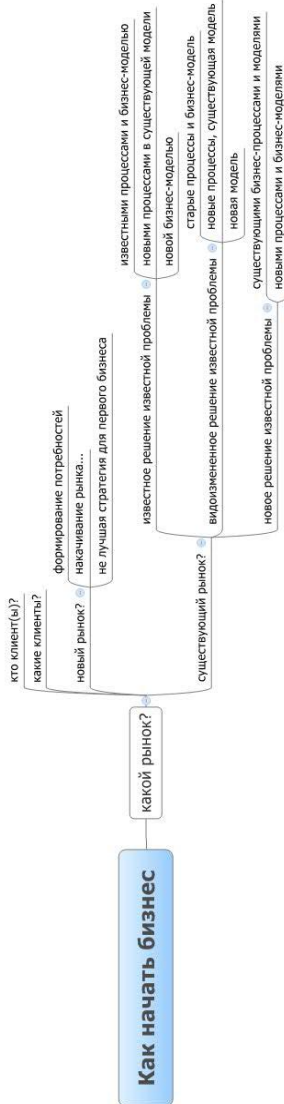 Как начать бизнес
какой рынок?
кто клиент(ы)?
какие клиенты?
новый рынок?
формирование потребностей
накачивание рынка...
не лучшая стратегия для первого бизнеса
существующий рынок?
известное решение известной проблемы
известными процессами и бизнес-моделью
новыми процессами в существующей модели
новой бизнес-моделью
видоизмененное решение известной проблемы
старые процессы и бизнес-модель
новые процессы, существующая модель
новая модель
новое решение известной проблемы
существующими бизнес-процессами и моделями
новыми процессами и бизнес-моделями